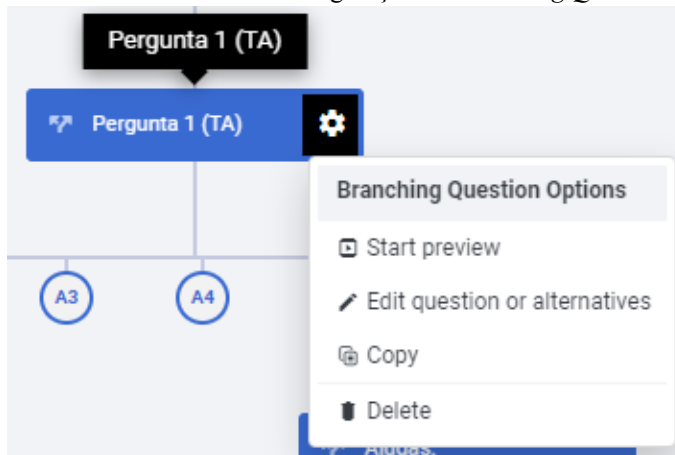 Pergunta 1 (TA)
Pergunta 1 (TA)
Branching Question Options
Start preview
A3
A4
Edit question or alternatives
Copy
Delete
Ajudas.